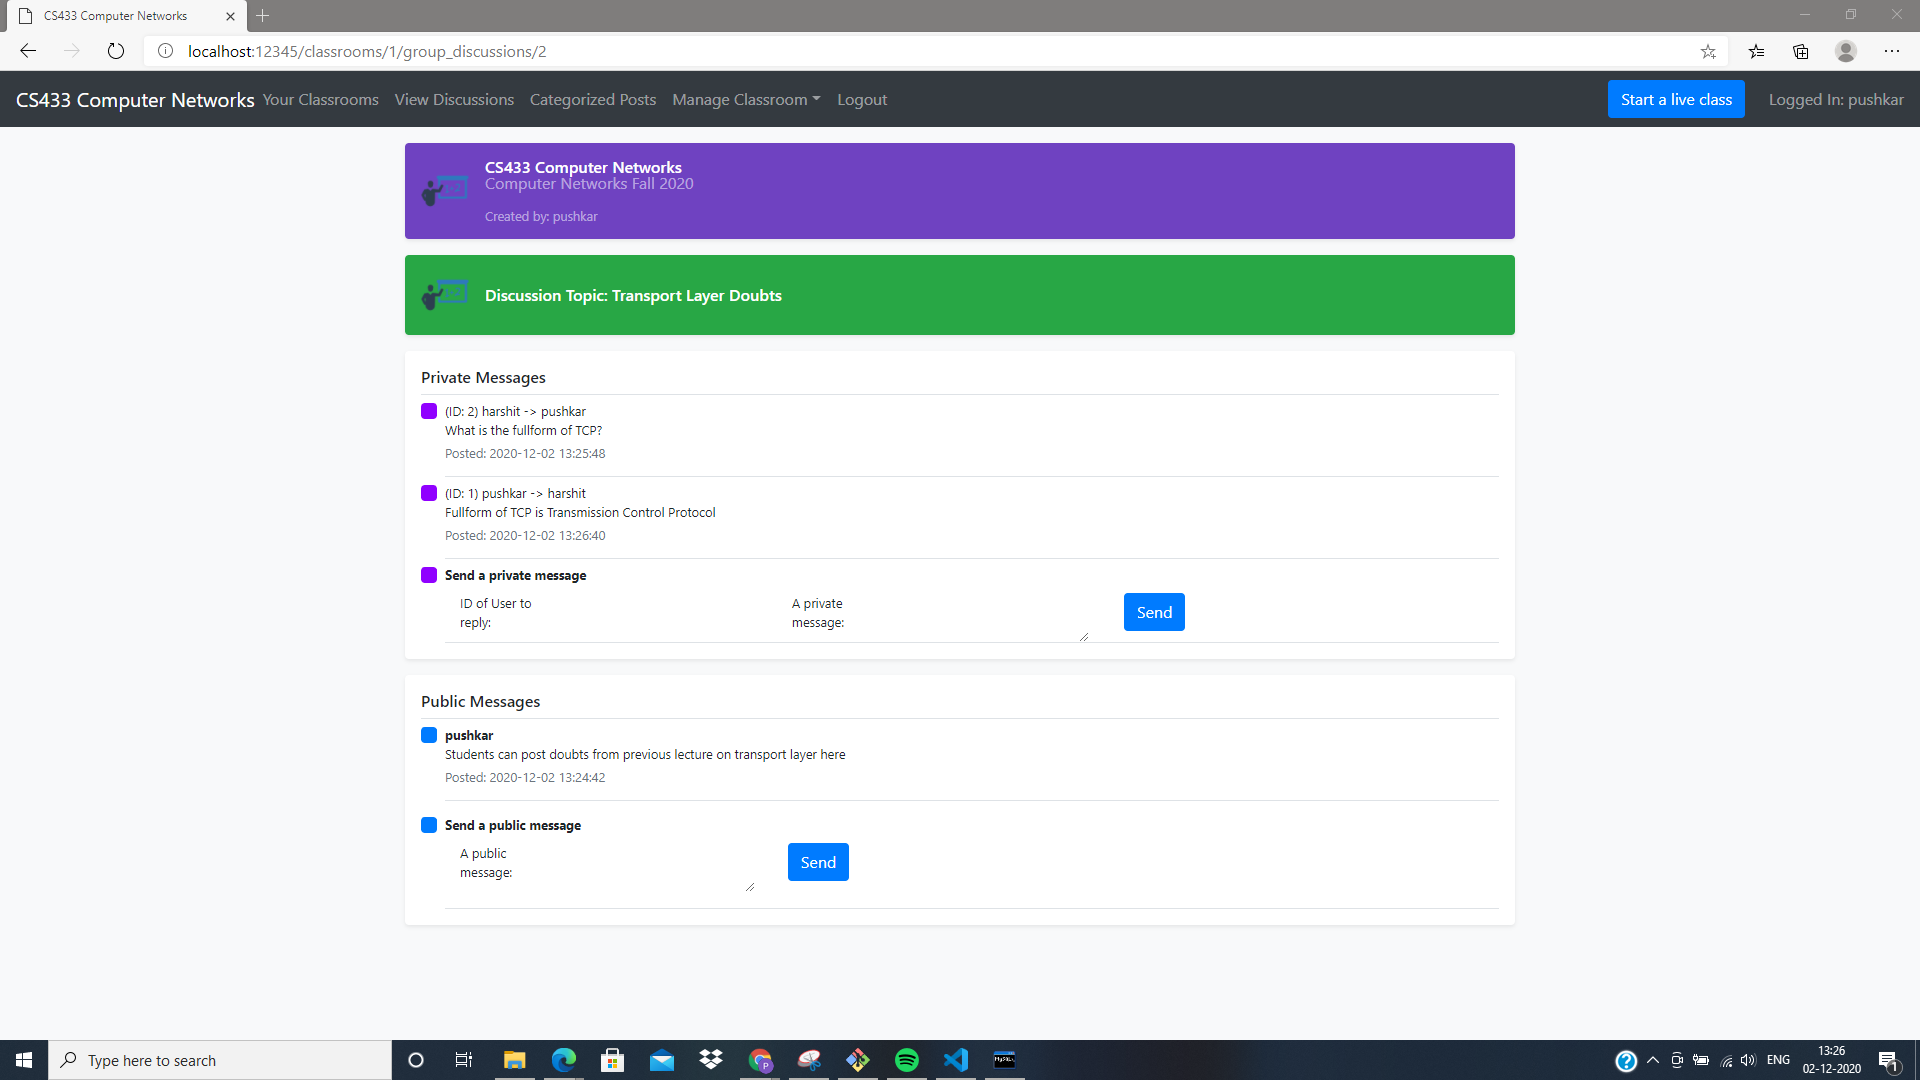 CS433 Computer Networks
localhost:12345/classrooms/1/group_discussions/2
CS433 Computer Networks Your Classrooms View Discussions Categorized Posts Manage Classroom Logout Start a live class Logged In: pushkar
CS433 Computer Networks
Computer Networks Fall 2020
Created by: pushkar
Discussion Topic: Transport Layer Doubts
Private Messages
(ID: 2) harshit -> pushkar
What is the fullform of TCP?
Posted: 2020-12-02 13:25:48
(ID: 1) pushkar -> harshit
Fullform of TCP is Transmission Control Protocol
Posted: 2020-12-02 13:26:40
Send a private message
ID of User to
reply:
A private
message:
Send
Public Messages
pushkar
Students can post doubts from previous lecture on transport layer here
Posted: 2020-12-02 13:24:42
Send a public message
A public
message:
Send
Type here to search
ENG
13:26
02-12-2020
1